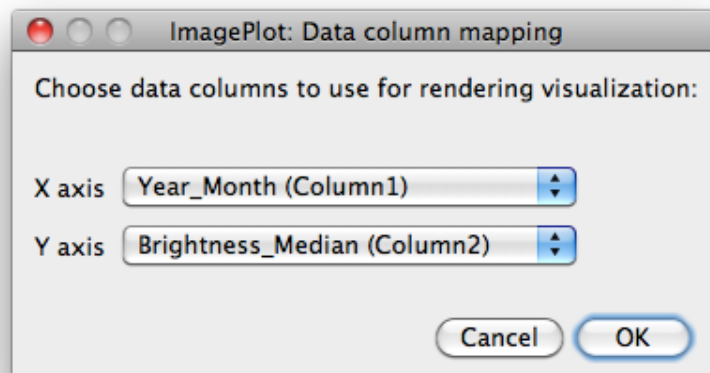 ImagePlot: Data column mapping
Choose data columns to use for rendering visualization:
X axis Year_Month (Column1)
Y axis Brightness_Median (Column2)
Cancel OK